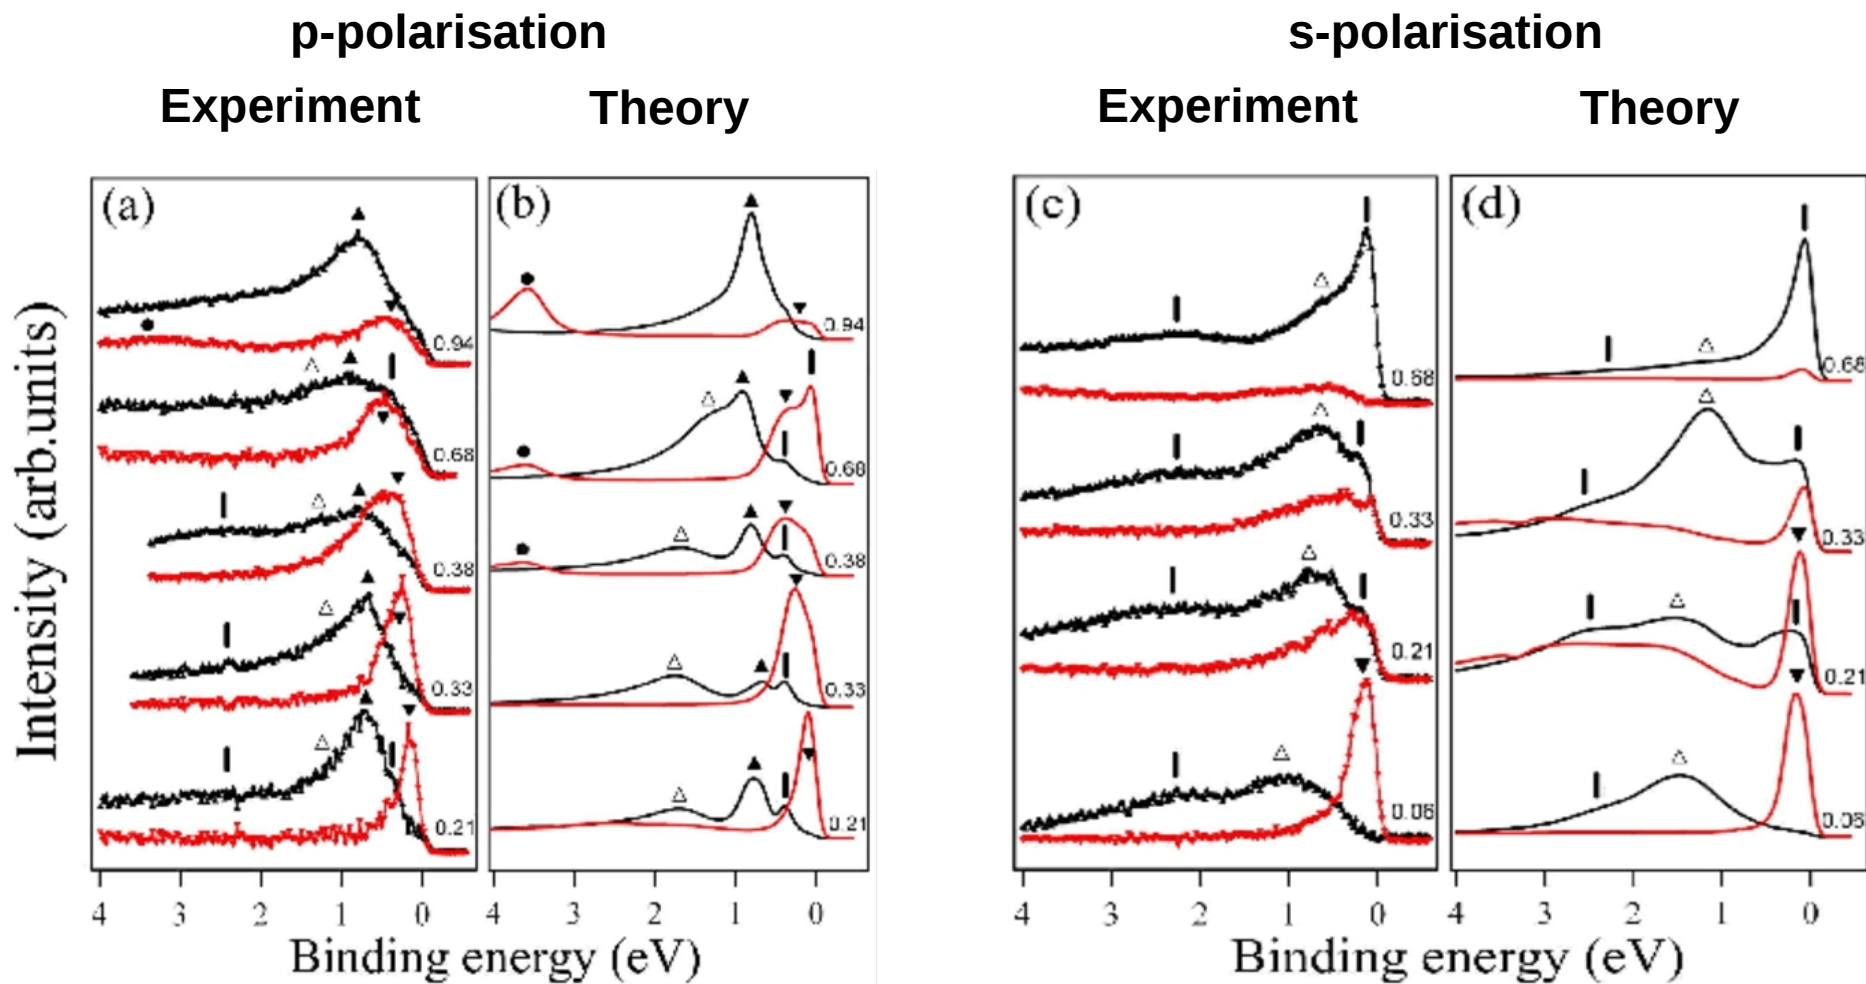 p-polarisation
s-polarisation
Experiment
Theory
Experiment
Theory
Intensity (arb.units)
(a)
0.94
0.68
0.38
0.33
0.21
4 3 2 1 0
(b)
0.94
0.68
0.38
0.33
0.21
4 3 2 1 0
Binding energy (eV)
(c)
0.68
0.33
0.21
0.06
4 3 2 1 0
(d)
0.68
0.33
0.21
0.06
4 3 2 1 0
Binding energy (eV)